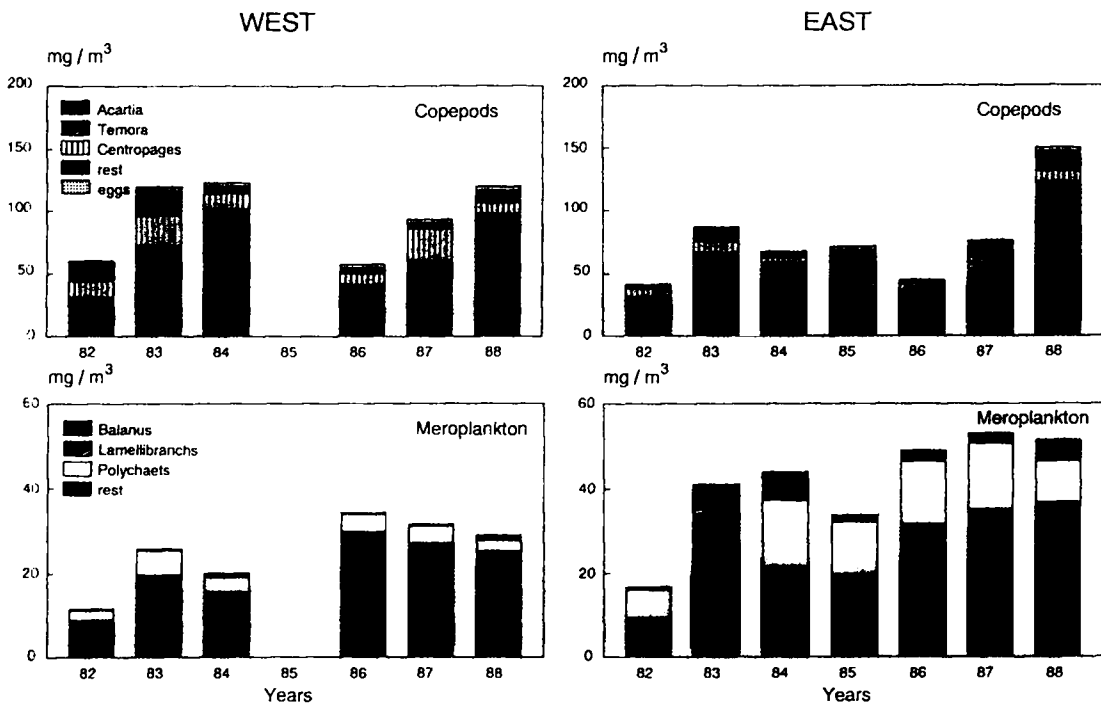 WEST
mg / m³
200
150
100
50
0
Acartia
Temora
Centropages
rest
eggs
Copepods
82 83 84 85 86 87 88
EAST
mg / m³
200
150
100
50
0
Copepods
82 83 84 85 86 87 88
mg / m³
60
40
20
0
Balanus
Lamellibranchs
Polychaets
rest
Meroplankton
82 83 84 85 86 87 88
Years
mg / m³
60
40
20
0
Meroplankton
82 83 84 85 86 87 88
Years